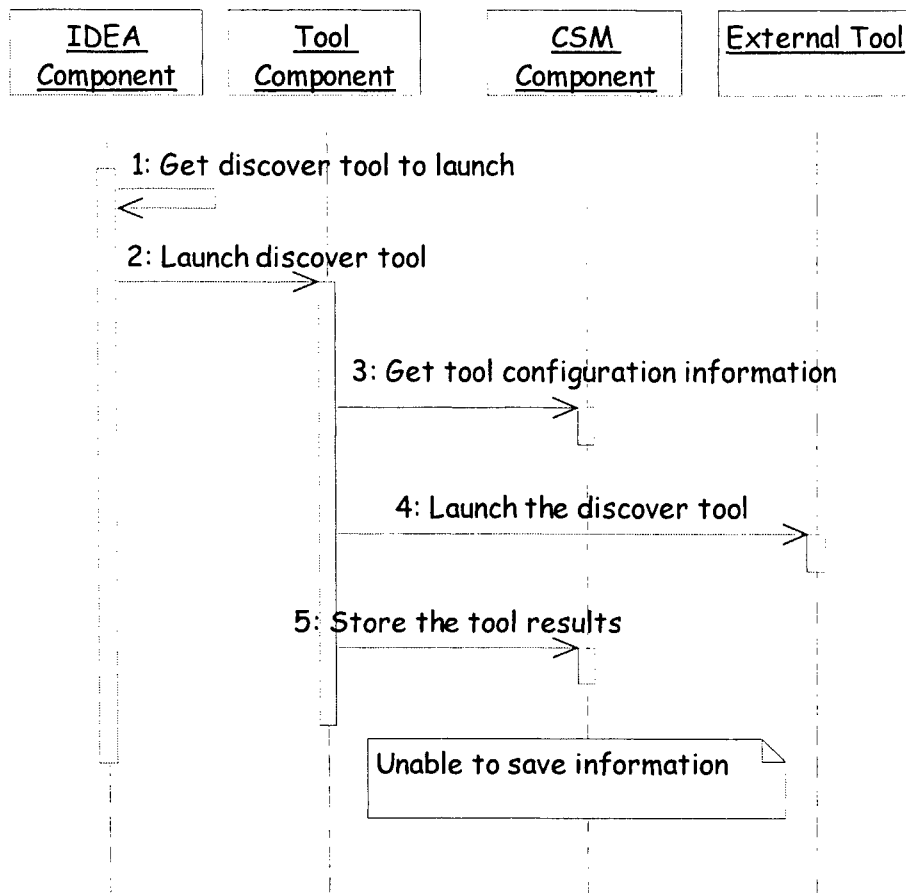 IDEA
Component
Tool
Component
CSM
Component
External Tool
1: Get discover tool to launch
2: Launch discover tool
3: Get tool configuration information
4: Launch the discover tool
5: Store the tool results
Unable to save information